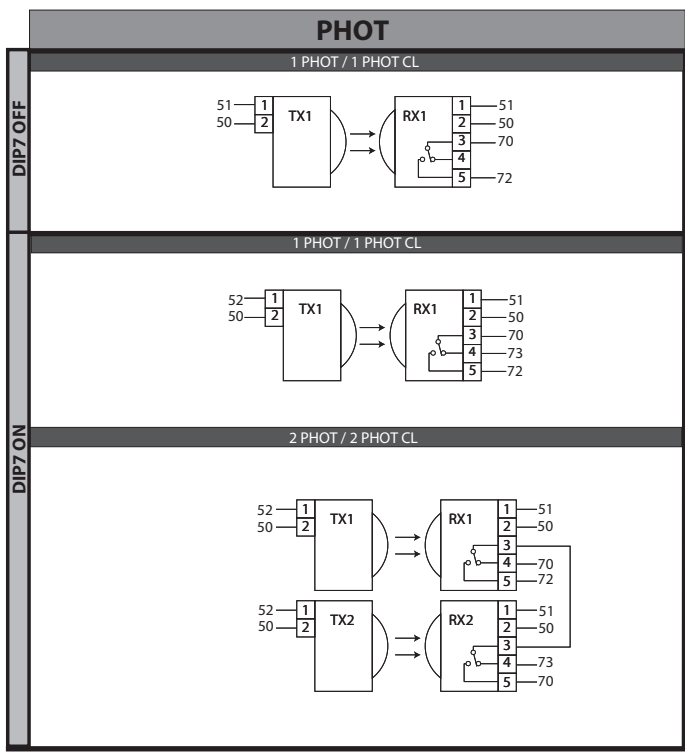 PHOT
DIP7 OFF
1 PHOT / 1 PHOT CL
51 1 TX1 RX1 1 51
50 2 2 50
3 70
4
5 72
DIP7 ON
1 PHOT / 1 PHOT CL
52 1 TX1 RX1 1 51
50 2 2 50
3 70
4 73
5 72
2 PHOT / 2 PHOT CL
52 1 TX1 RX1 1 51
50 2 2 50
3
4 70
5 72
52 1 TX2 RX2 1 51
50 2 2 50
3
4 73
5 70